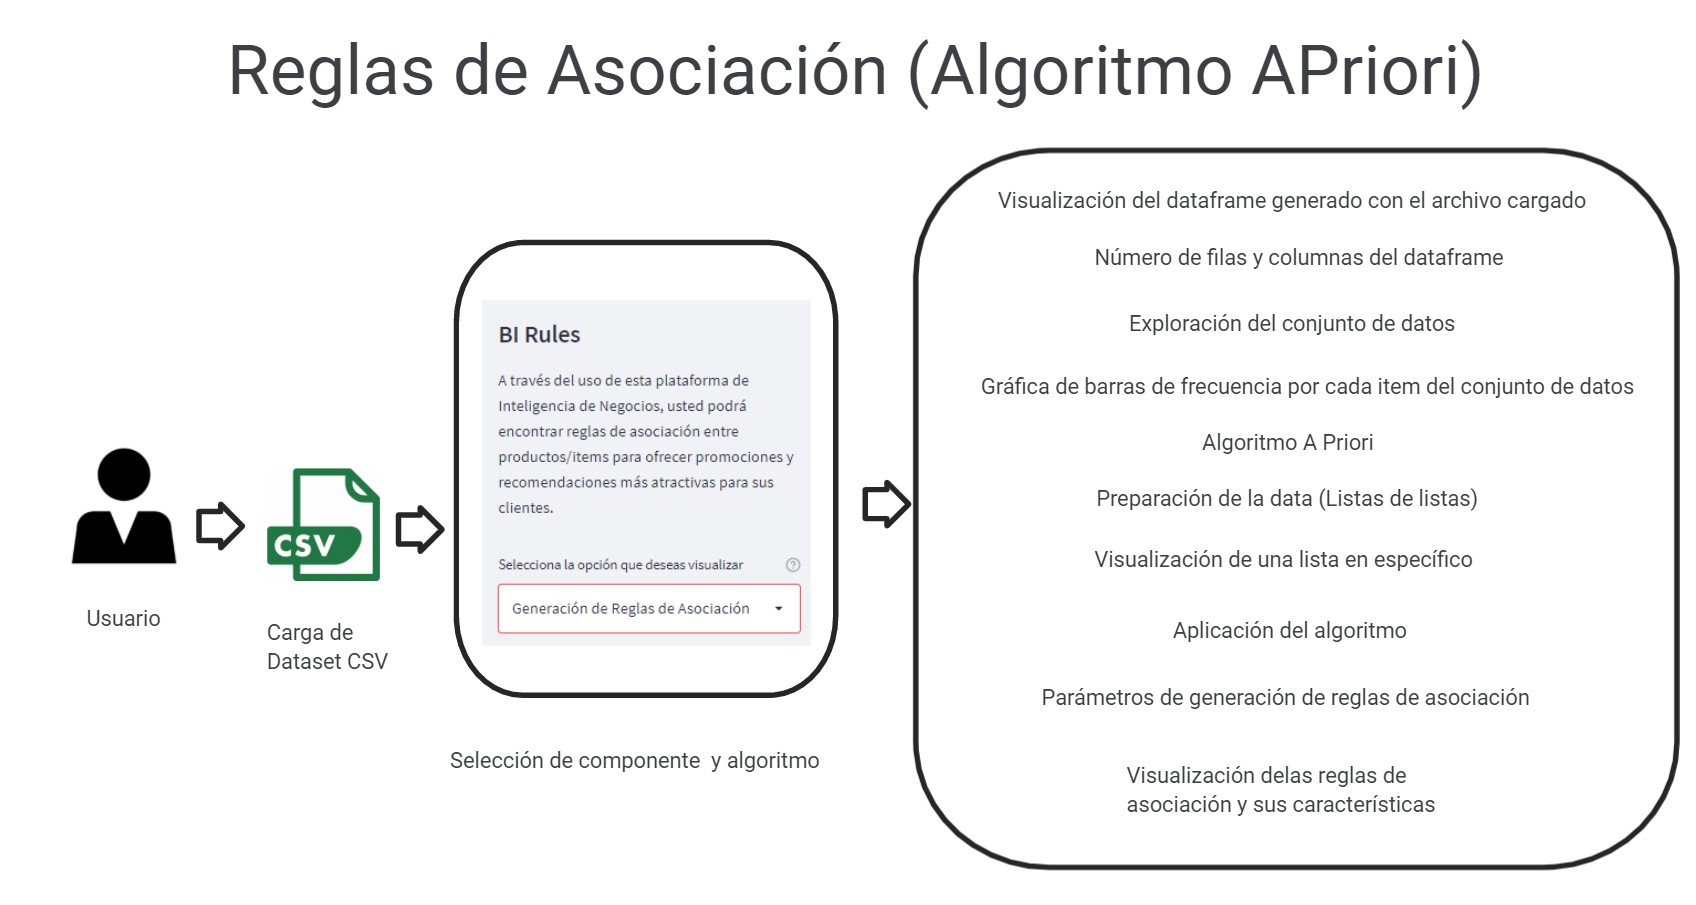 Reglas de Asociación (Algoritmo APriori)
Usuario
CSV
Carga de
Dataset CSV
BI Rules
A través del uso de esta plataforma de
Inteligencia de Negocios, usted podrá
encontrar reglas de asociación entre
productos/items para ofrecer promociones y
recomendaciones más atractivas para sus
clientes.
Selecciona la opción que deseas visualizar
?
Generación de Reglas de Asociación
Selección de componente  y algoritmo
Visualización del dataframe generado con el archivo cargado
Número de filas y columnas del dataframe
Exploración del conjunto de datos
Gráfica de barras de frecuencia por cada item del conjunto de datos
Algoritmo A Priori
Preparación de la data (Listas de listas)
Visualización de una lista en específico
Aplicación del algoritmo
Parámetros de generación de reglas de asociación
Visualización delas reglas de
asociación y sus características